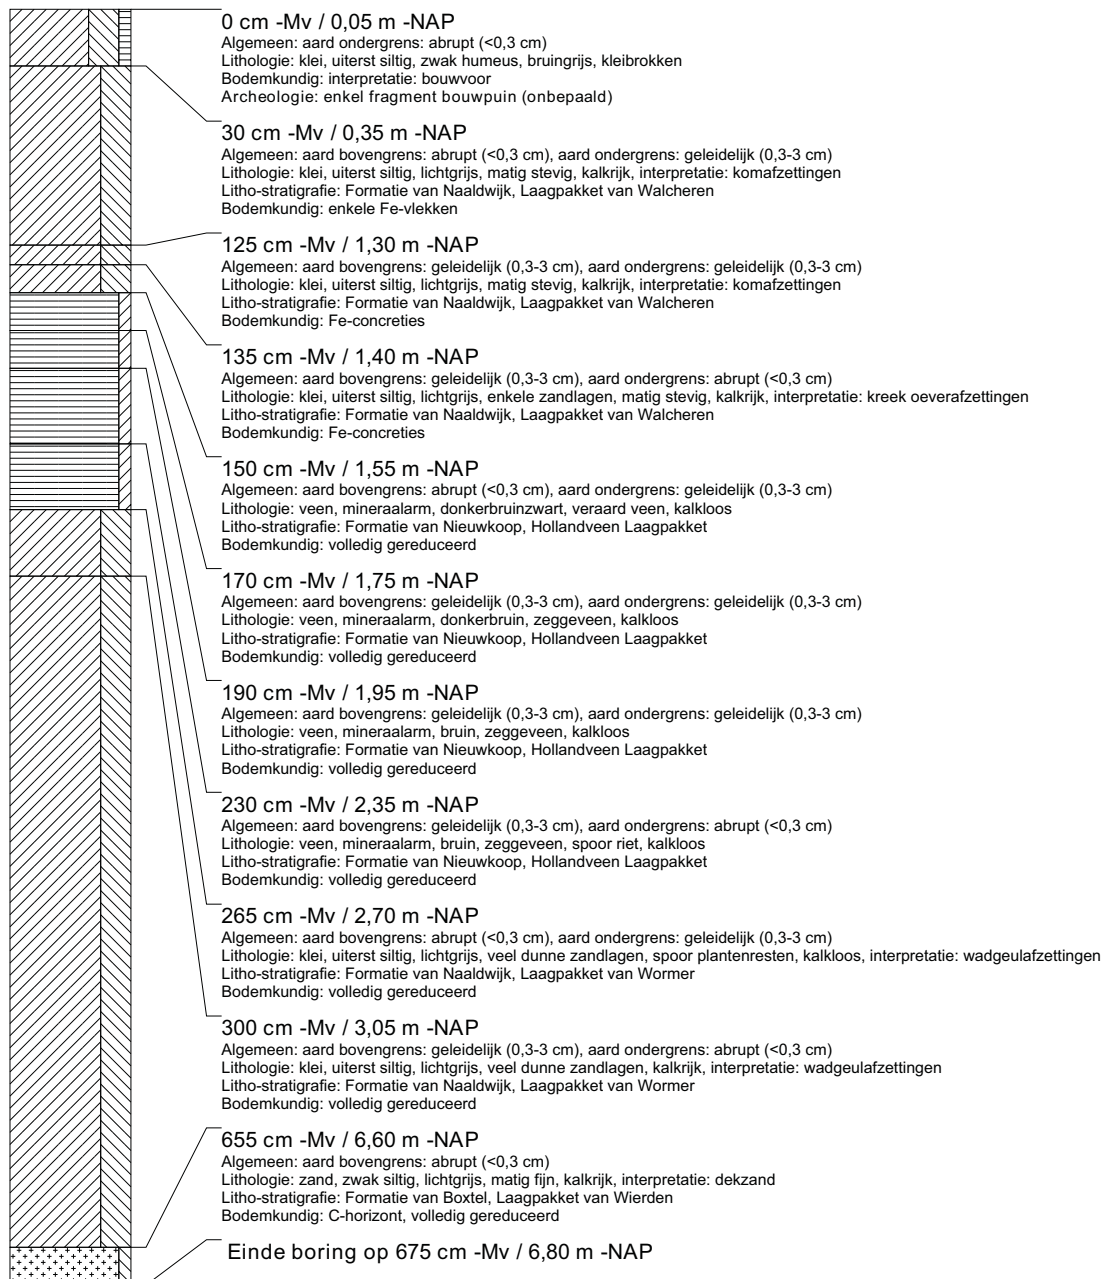 0 cm -Mv / 0,05 m -NAP
Algemeen: aard ondergrens: abrupt (<0,3 cm)
Lithologie: klei, uiterst siltig, zwak humeus, bruingrijs, kleibrokken
Bodemkundig: interpretatie: bouwvoor
Archeologie: enkel fragment bouwpuin (onbepaald)
30 cm -Mv / 0,35 m -NAP
Algemeen: aard bovengrens: abrupt (<0,3 cm), aard ondergrens: geleidelijk (0,3-3 cm)
Lithologie: klei, uiterst siltig, lichtgrijs, matig stevig, kalkrijk, interpretatie: komafzettingen
Litho-stratigrafie: Formatie van Naaldwijk, Laagpakket van Walcheren
Bodemkundig: enkele Fe-vlekken
125 cm -Mv / 1,30 m -NAP
Algemeen: aard bovengrens: geleidelijk (0,3-3 cm), aard ondergrens: geleidelijk (0,3-3 cm)
Lithologie: klei, uiterst siltig, lichtgrijs, matig stevig, kalkrijk, interpretatie: komafzettingen
Litho-stratigrafie: Formatie van Naaldwijk, Laagpakket van Walcheren
Bodemkundig: Fe-concreties
135 cm -Mv / 1,40 m -NAP
Algemeen: aard bovengrens: geleidelijk (0,3-3 cm), aard ondergrens: abrupt (<0,3 cm)
Lithologie: klei, uiterst siltig, lichtgrijs, enkele zandlagen, matig stevig, kalkrijk, interpretatie: kreek oeverafzettingen
Litho-stratigrafie: Formatie van Naaldwijk, Laagpakket van Walcheren
Bodemkundig: Fe-concreties
150 cm -Mv / 1,55 m -NAP
Algemeen: aard bovengrens: abrupt (<0,3 cm), aard ondergrens: geleidelijk (0,3-3 cm)
Lithologie: veen, mineraalarm, donkerbruinzwart, veraard veen, kalkloos
Litho-stratigrafie: Formatie van Nieuwkoop, Hollandveen Laagpakket
Bodemkundig: volledig gereduceerd
170 cm -Mv / 1,75 m -NAP
Algemeen: aard bovengrens: geleidelijk (0,3-3 cm), aard ondergrens: geleidelijk (0,3-3 cm)
Lithologie: veen, mineraalarm, donkerbruin, zeggeveen, kalkloos
Litho-stratigrafie: Formatie van Nieuwkoop, Hollandveen Laagpakket
Bodemkundig: volledig gereduceerd
190 cm -Mv / 1,95 m -NAP
Algemeen: aard bovengrens: geleidelijk (0,3-3 cm), aard ondergrens: geleidelijk (0,3-3 cm)
Lithologie: veen, mineraalarm, bruin, zeggeveen, kalkloos
Litho-stratigrafie: Formatie van Nieuwkoop, Hollandveen Laagpakket
Bodemkundig: volledig gereduceerd
230 cm -Mv / 2,35 m -NAP
Algemeen: aard bovengrens: geleidelijk (0,3-3 cm), aard ondergrens: abrupt (<0,3 cm)
Lithologie: veen, mineraalarm, bruin, zeggeveen, spoor riet, kalkloos
Litho-stratigrafie: Formatie van Nieuwkoop, Hollandveen Laagpakket
Bodemkundig: volledig gereduceerd
265 cm -Mv / 2,70 m -NAP
Algemeen: aard bovengrens: abrupt (<0,3 cm), aard ondergrens: geleidelijk (0,3-3 cm)
Lithologie: klei, uiterst siltig, lichtgrijs, veel dunne zandlagen, spoor plantenresten, kalkloos, interpretatie: wadgeulafzettingen
Litho-stratigrafie: Formatie van Naaldwijk, Laagpakket van Wormer
Bodemkundig: volledig gereduceerd
300 cm -Mv / 3,05 m -NAP
Algemeen: aard bovengrens: geleidelijk (0,3-3 cm), aard ondergrens: abrupt (<0,3 cm)
Lithologie: klei, uiterst siltig, lichtgrijs, veel dunne zandlagen, kalkrijk, interpretatie: wadgeulafzettingen
Litho-stratigrafie: Formatie van Naaldwijk, Laagpakket van Wormer
Bodemkundig: volledig gereduceerd
655 cm -Mv / 6,60 m -NAP
Algemeen: aard bovengrens: abrupt (<0,3 cm)
Lithologie: zand, zwak siltig, lichtgrijs, matig fijn, kalkrijk, interpretatie: dekzand
Litho-stratigrafie: Formatie van Boxtel, Laagpakket van Wierden
Bodemkundig: C-horizont, volledig gereduceerd
Einde boring op 675 cm -Mv / 6,80 m -NAP